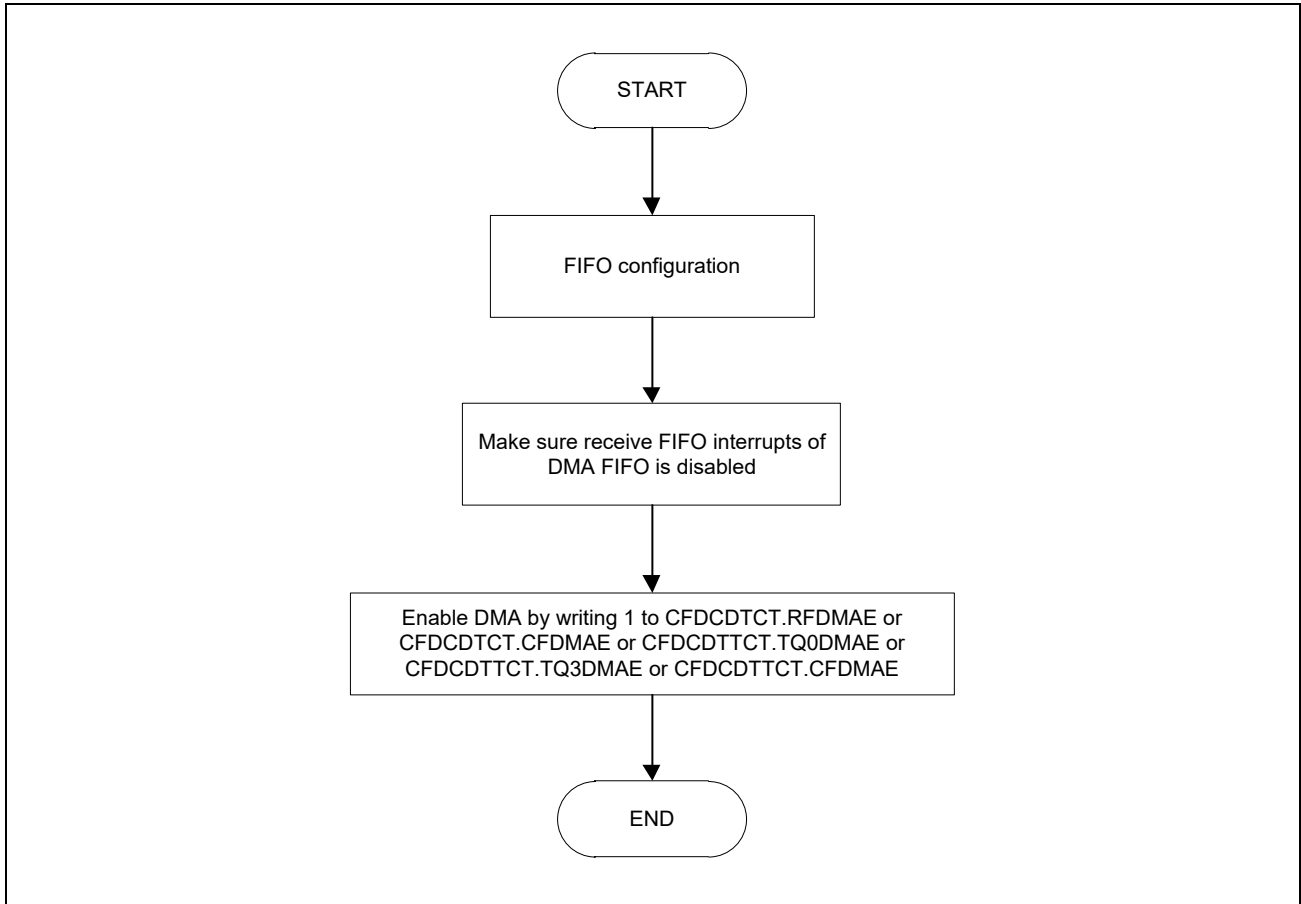 START
FIFO configuration
Make sure receive FIFO interrupts of
DMA FIFO is disabled
Enable DMA by writing 1 to CFDCDTCT.RFDMAE or
CFDCDTCT.CFDMAE or CFDCDTTCT.TQ0DMAE or
CFDCDTTCT.TQ3DMAE or CFDCDTTCT.CFDMAE
END